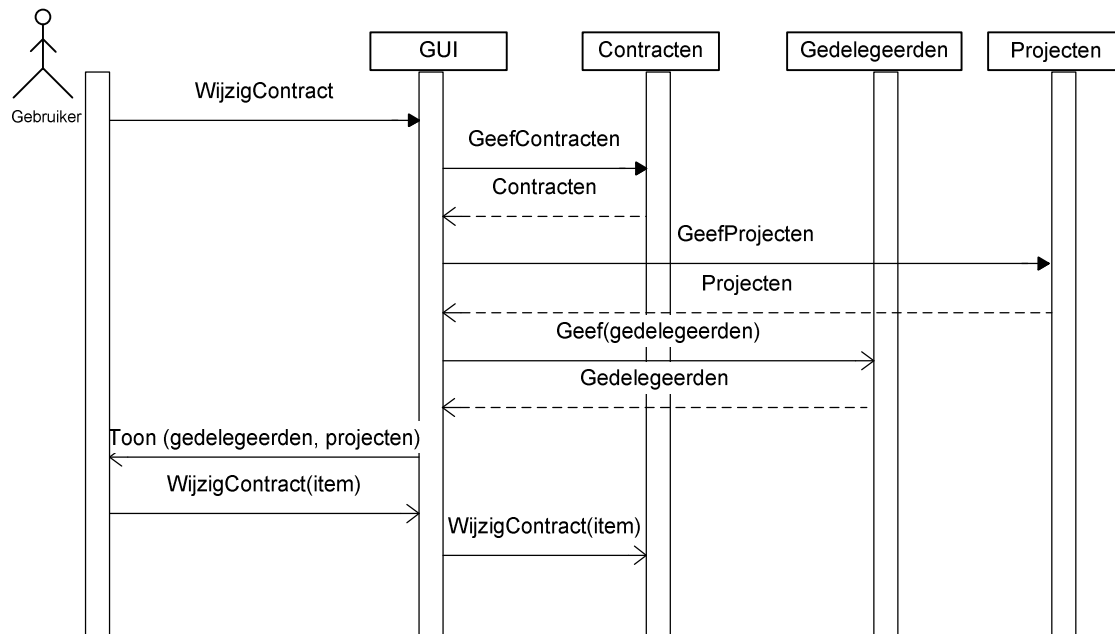 GUI
Contracten
Gedelegeerden
Projecten
Gebruiker
WijzigContract
GeefContracten
Contracten
GeefProjecten
Projecten
Geef(gedelegeerden)
Gedelegeerden
Toon (gedelegeerden, projecten)
WijzigContract(item)
WijzigContract(item)